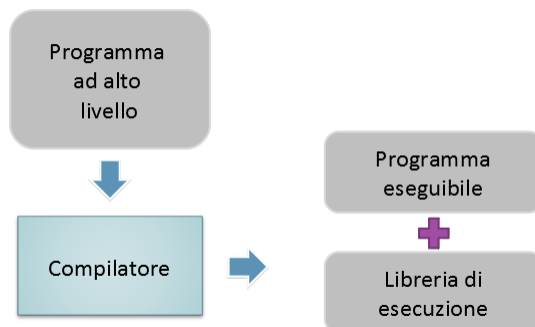 Programma
ad alto
livello
Compilatore
Programma
eseguibile
Libreria di
esecuzione